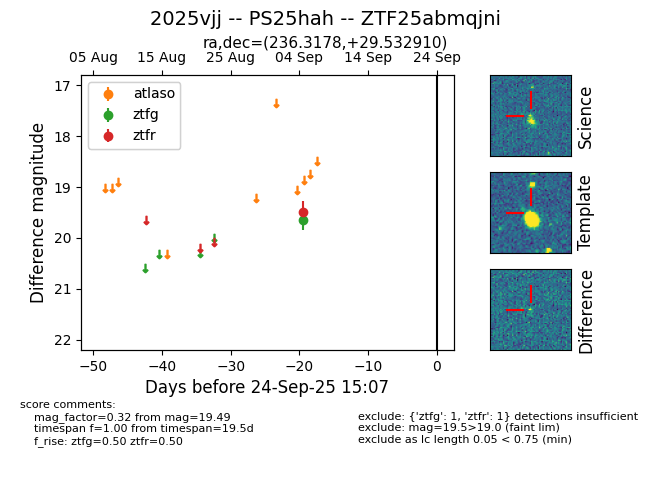 2025vjj -- PS25hah -- ZTF25abmqjni
ra,dec=(236.3178,+29.532910)
05 Aug 15 Aug 25 Aug 04 Sep 14 Sep 24 Sep
atlaso
ztfg
ztfr
17
18
19
20
21
22
Difference magnitude
−50 −40 −30 −20 −10 0
Days before 24-Sep-25 15:07
Science
Template
Difference
score comments:
mag_factor=0.32 from mag=19.49
timespan f=1.00 from timespan=19.5d
f_rise: ztfg=0.50 ztfr=0.50
exclude: {'ztfg': 1, 'ztfr': 1} detections insufficient
exclude: mag=19.5>19.0 (faint lim)
exclude as lc length 0.05 < 0.75 (min)